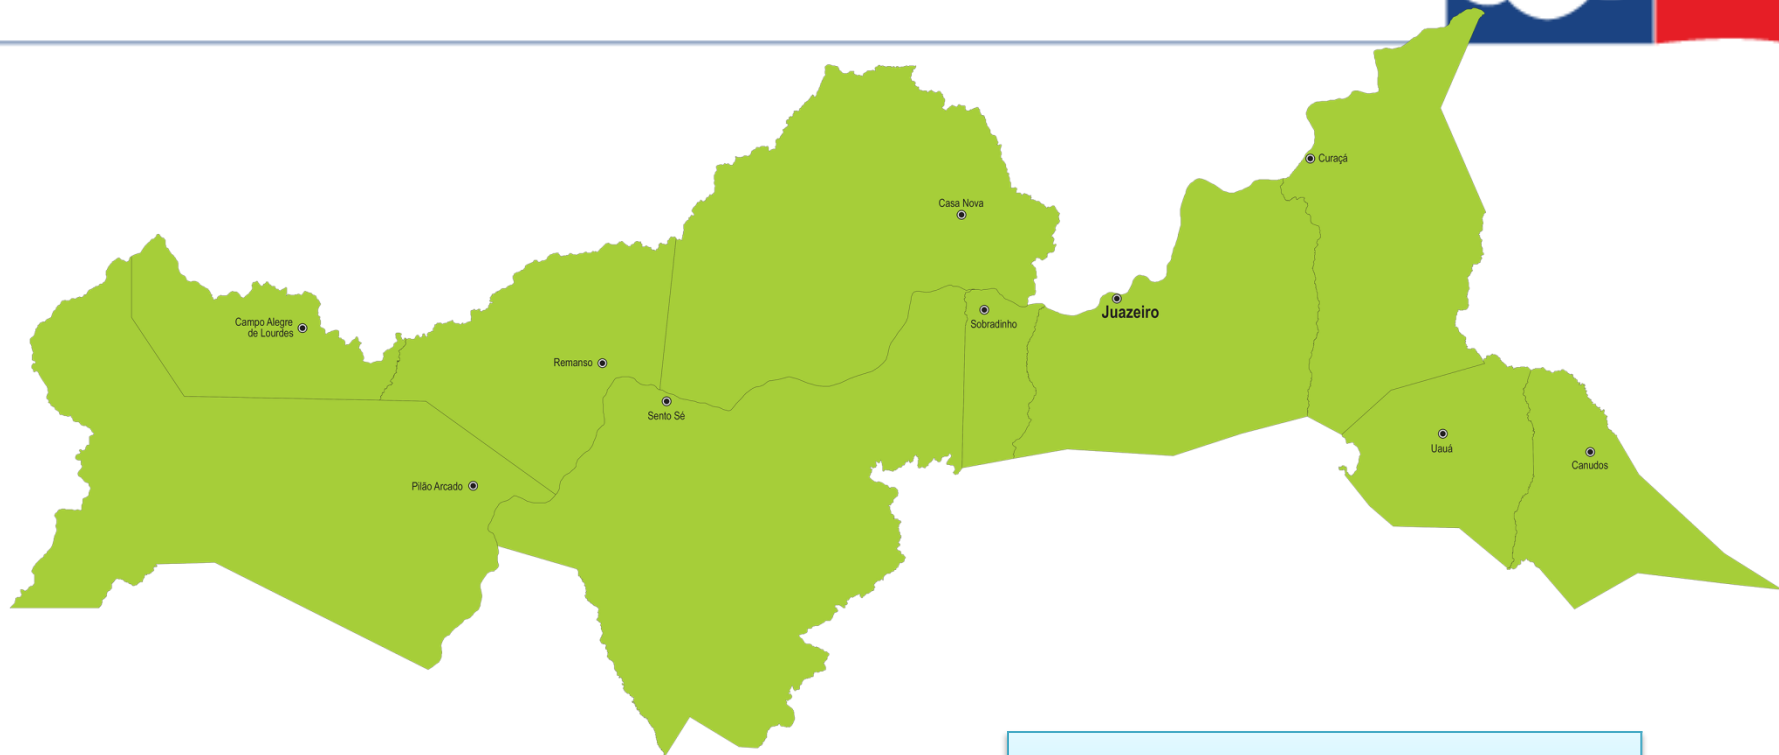 Curaçá
Casa Nova
Juazeiro
Sobradinho
Campo Alegre
de Lourdes
Remanso
Sento Sé
Uauá
Canudos
Pilão Arcado